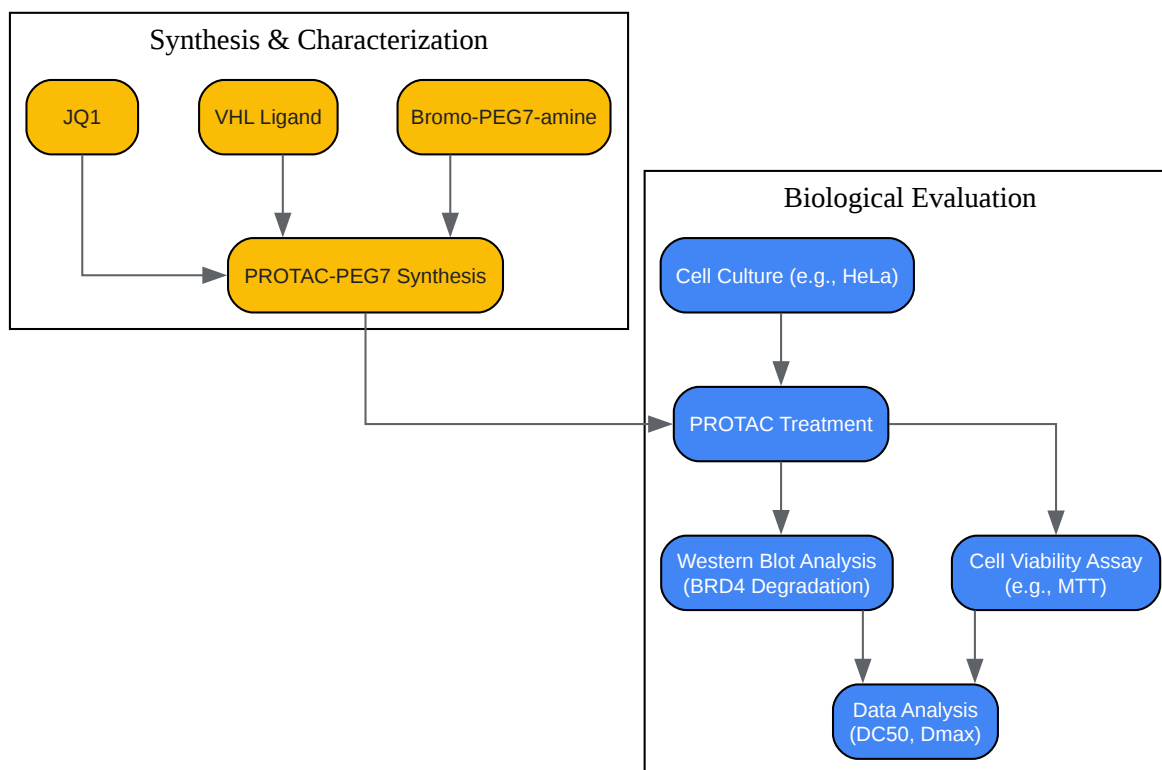 Synthesis & Characterization
JQ1
VHL Ligand
Bromo-PEG7-amine
PROTAC-PEG7 Synthesis
Biological Evaluation
Cell Culture (e.g., HeLa)
PROTAC Treatment
Western Blot Analysis
(BRD4 Degradation)
Cell Viability Assay
(e.g., MTT)
Data Analysis
(DC50, Dmax)